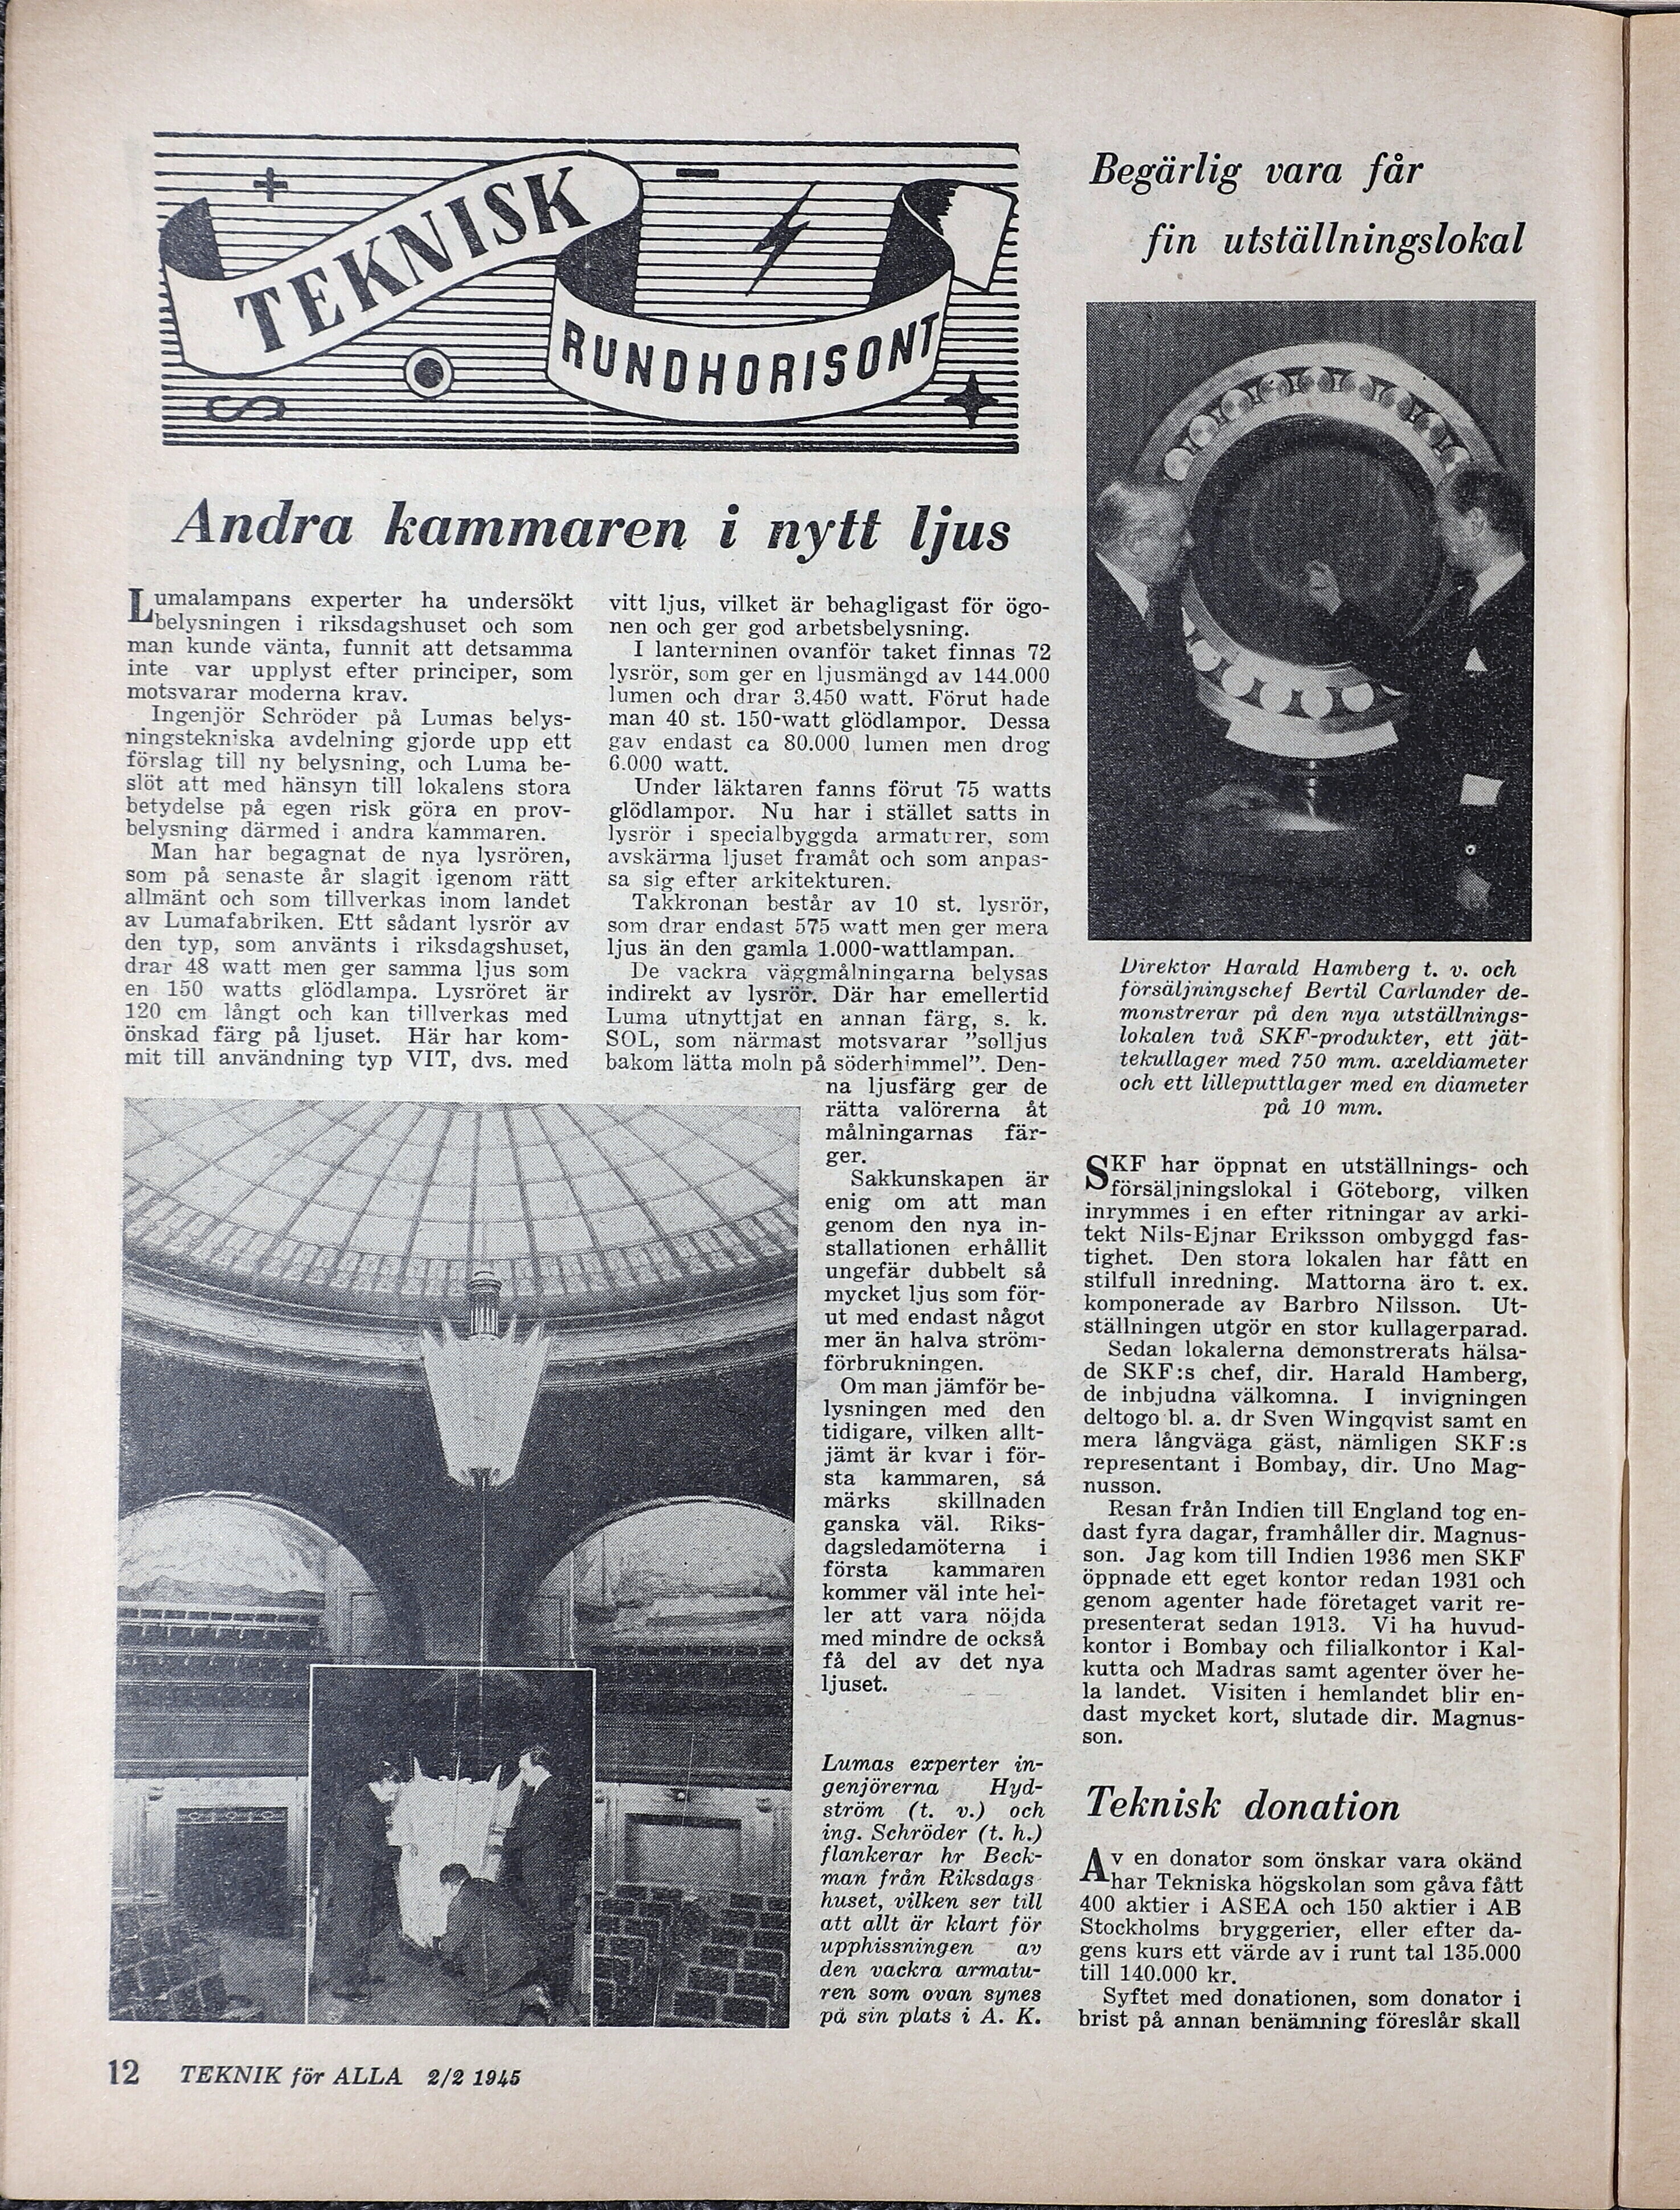 TEKNISK
RUNDHORISONT
Andra kammaren i nytt ljus
Lumalampans experter ha undersökt
belysningen i riksdagshuset och som
man kunde vänta, funnit att detsamma
inte var upplyst efter principer, som
motsvarar moderna krav.
Ingenjör Schröder på Lumas belys-
ningstekniska avdelning gjorde upp ett
förslag till ny belysning, och Luma be-
slöt att med hänsyn till lokalens stora
betydelse på egen risk göra en prov-
belysning därmed i andra kammaren.
Man har begagnat de nya lysrören,
som på senaste år slagit igenom rätt
allmänt och som tillverkas inom landet
av Lumafabriken. Ett sådant lysrör av
den typ, som använts i riksdagshuset,
drar 48 watt men ger samma ljus som
en 150 watts glödlampa. Lysröret är
120 cm långt och kan tillverkas med
önskad färg på ljuset. Här har kom-
mit till användning typ VIT, dvs. med
vitt ljus, vilket är behagligast för ögo-
nen och ger god arbetsbelysning.
I lanterninen ovanför taket finnas 72
lysrör, som ger en ljusmängd av 144.000
lumen och drar 3.450 watt. Förut hade
man 40 st. 150-watt glödlampor. Dessa
gav endast ca 80.000 lumen men drog
6.000 watt.
Under läktaren fanns förut 75 watts
glödlampor. Nu har i stället satts in
lysrör i specialbyggda armaturer, som
avskärma ljuset framåt och som anpas-
sa sig efter arkitekturen.
Takkronan består av 10 st. lysrör,
som drar endast 575 watt men ger mera
ljus än den gamla 1.000-wattlampan.
De vackra väggmålningarna belysas
indirekt av lysrör. Där har emellertid
Luma utnyttjat en annan färg, s. k.
SOL, som närmast motsvarar "solljus
bakom lätta moln på söderhimmel". Den-
na ljusfärg ger de
rätta valörerna åt
målningarnas fär-
ger.
Sakkunskapen är
enig om att man
genom den nya in-
stallationen erhållit
ungefär dubbelt så
mycket ljus som för-
ut med endast något
mer än halva ström-
förbrukningen.
Om man jämför be-
lysningen med den
tidigare, vilken allt-
jämt är kvar i för-
sta kammaren, så
märks skillnaden
ganska väl. Riks-
dagsledamöterna i
första kammaren
kommer väl inte hel-
ler att vara nöjda
med mindre de också
få del av det nya
ljuset.
Lumas experter in-
genjörerna Hyd-
ström (t. v.) och
ing. Schröder (t. h.)
flankerar hr Beck-
man från Riksdags
huset, vilken ser till
att allt är klart för
upphissningen av
den vackra armatu-
ren som ovan synes
på sin plats i A. K.
Begärlig vara får
fin utställningslokal
Direktor Harald Hamberg t. v. och
försäljningschef Bertil Carlander de-
monstrerar på den nya utställnings-
lokalen två SKF-produkter, ett jät-
tekullager med 750 mm. axeldiameter
och ett lilleputtlager med en diameter
på 10 mm.
SKF har öppnat en utställnings- och
försäljningslokal i Göteborg, vilken
inrymmes i en efter ritningar av arki-
tekt Nils-Ejnar Eriksson ombyggd fas-
tighet. Den stora lokalen har fått en
stilfull inredning. Mattorna äro t. ex.
komponerade av Barbro Nilsson. Ut-
ställningen utgör en stor kullagerparad.
Sedan lokalerna demonstrerats hälsa-
de SKF:s chef, dir. Harald Hamberg,
de inbjudna välkomna. I invigningen
deltogo bl. a. dr Sven Wingqvist samt en
mera långväga gäst, nämligen SKF:s
representant i Bombay, dir. Uno Mag-
nusson.
Resan från Indien till England tog en-
dast fyra dagar, framhåller dir. Magnus-
son. Jag kom till Indien 1936 men SKF
öppnade ett eget kontor redan 1931 och
genom agenter hade företaget varit re-
presenterat sedan 1913. Vi ha huvud-
kontor i Bombay och filialkontor i Kal-
kutta och Madras samt agenter över he-
la landet. Visiten i hemlandet blir en-
dast mycket kort, slutade dir. Magnus-
son.
Teknisk donation
Av en donator som önskar vara okänd
har Tekniska högskolan som gåva fått
400 aktier i ASEA och 150 aktier i AB
Stockholms bryggerier, eller efter da-
gens kurs ett värde av i runt tal 135.000
till 140.000 kr.
Syftet med donationen, som donator i
brist på annan benämning föreslår skall
12 TEKNIK för ALLA 2/2 1945